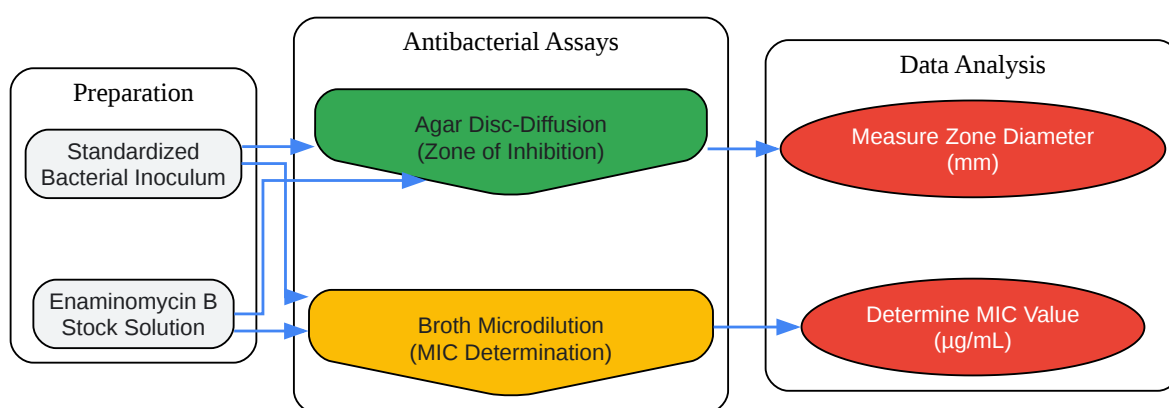 Preparation
Standardized
Bacterial Inoculum
Enaminomycin B
Stock Solution
Antibacterial Assays
Agar Disc-Diffusion
(Zone of Inhibition)
Broth Microdilution
(MIC Determination)
Data Analysis
Measure Zone Diameter
(mm)
Determine MIC Value
(µg/mL)